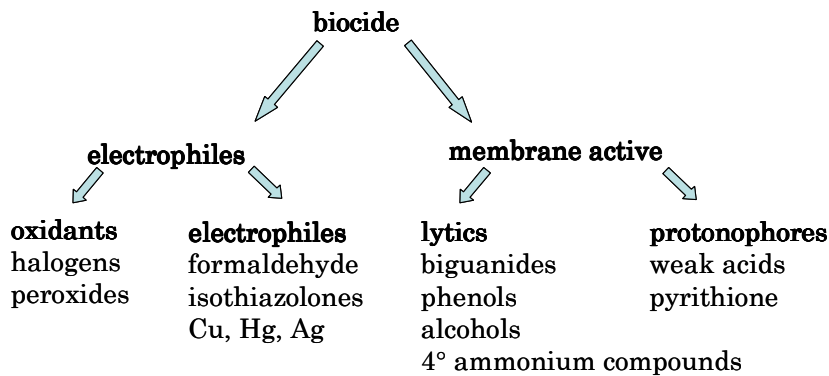 biocide
electrophiles
membrane active
oxidants
halogens
peroxides
electrophiles
formaldehyde
isothiazolones
Cu, Hg, Ag
lytics
biguanides
phenols
alcohols
4° ammonium compounds
protonophores
weak acids
pyrithione